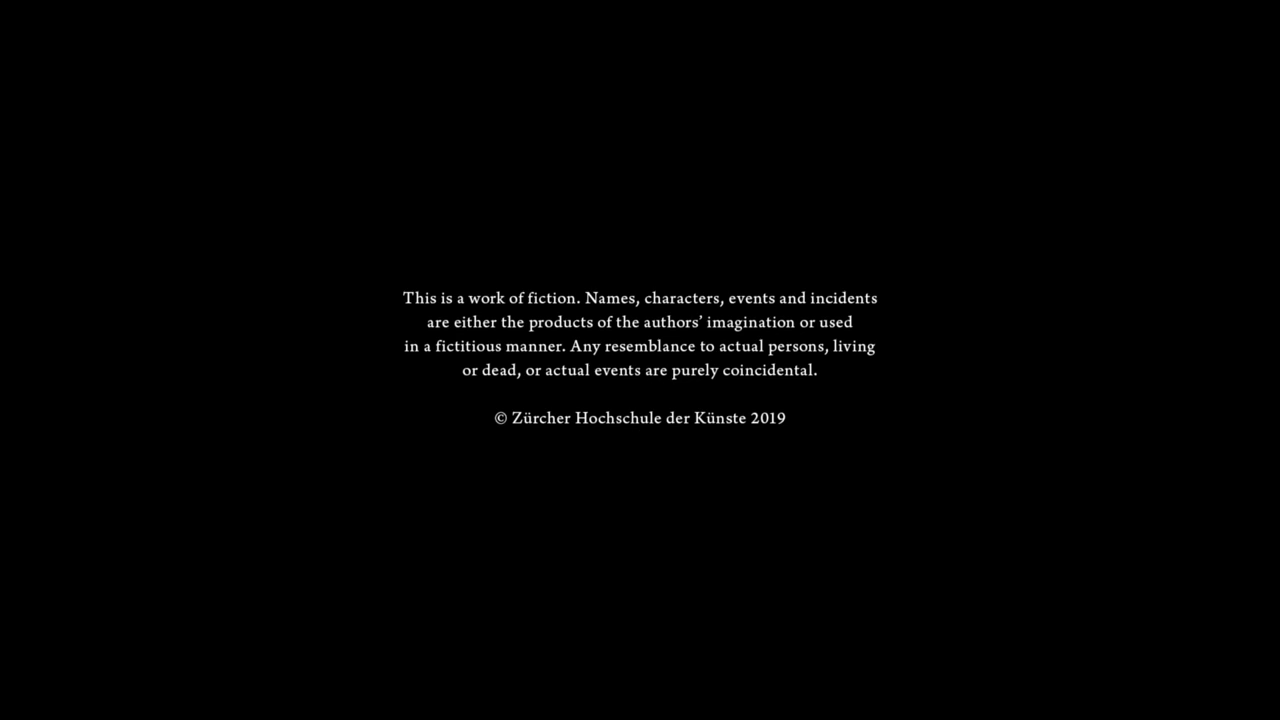 This is a work of fiction. Names, characters, events and incidents
are either the products of the authors’ imagination or used
in a fictitious manner. Any resemblance to actual persons, living
or dead, or actual events are purely coincidental.
© Zürcher Hochschule der Künste 2019